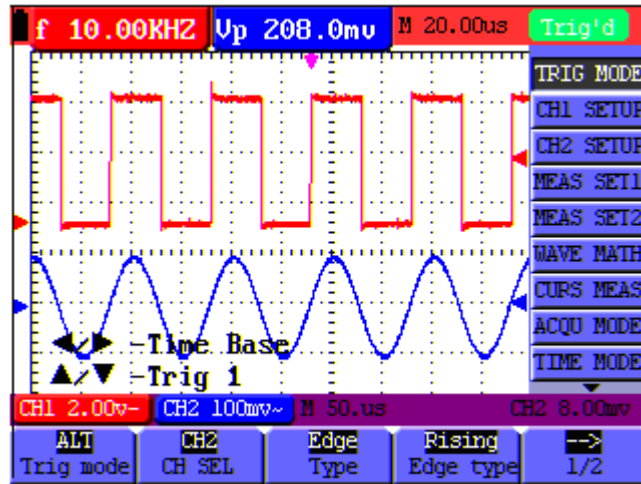 f 10.00KHZ Vp 208.0mv M 20.00us Trig'd
TRIG MODE
CH1 SETUP
CH2 SETUP
MEAS SET1
MEAS SET2
WAVE MATH
CURS MEAS
ACQU MODE
TIME MODE
◀/▶ -Time Base
▲/▼ -Trig 1
CH1 2.00v- CH2 100mv~ M 50.us CH2 8.00mv
ALT CH2 Edge Rising -->
Trig mode CH SEL Type Edge type 1/2